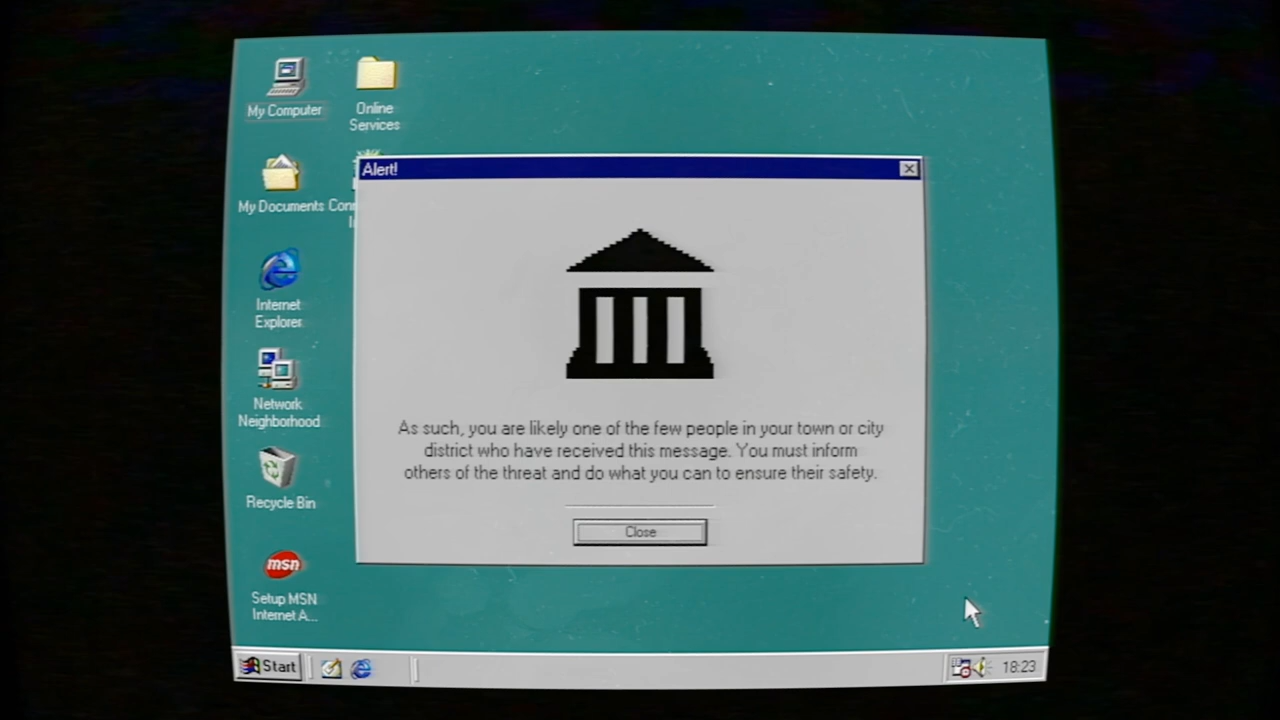 My Computer
Online
Services
Alert!
My Documents
Internet
Explorer
Network
Neighborhood
Recycle Bin
msn
Setup MSN
Internet A...
As such, you are likely one of the few people in your town or city
district who have received this message. You must inform
others of the threat and do what you can to ensure their safety.
Close
Start
18:23